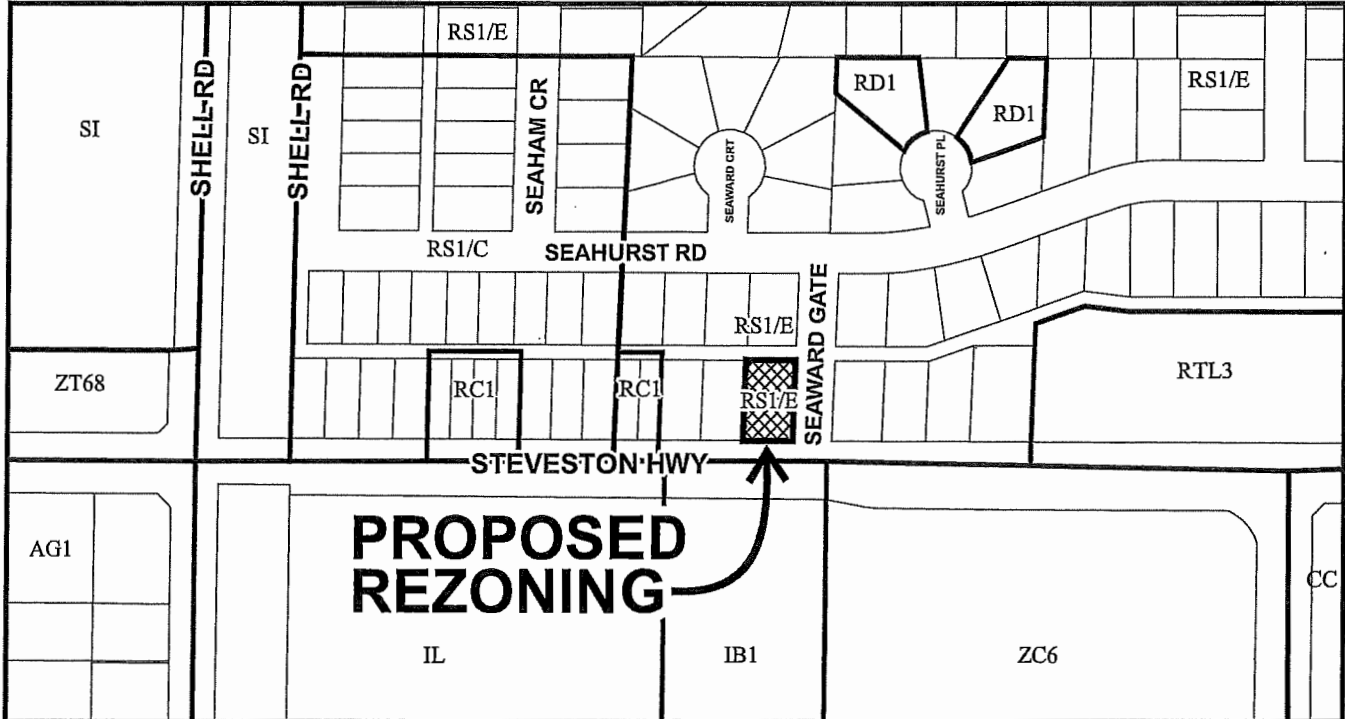 RS1/E
SHELL RD
SHELL RD
SI
SI
SEAHAM CR
SEAWARD CRT
RD1
RD1
SEAHURST PL
RS1/E
RS1/C
SEAHURST RD
RS1/E
SEAWARD GATE
ZT68
RC1
RC1
RS1/E
RTL3
STEVESTON HWY
PROPOSED
REZONING
AG1
CC
IL
IB1
ZC6